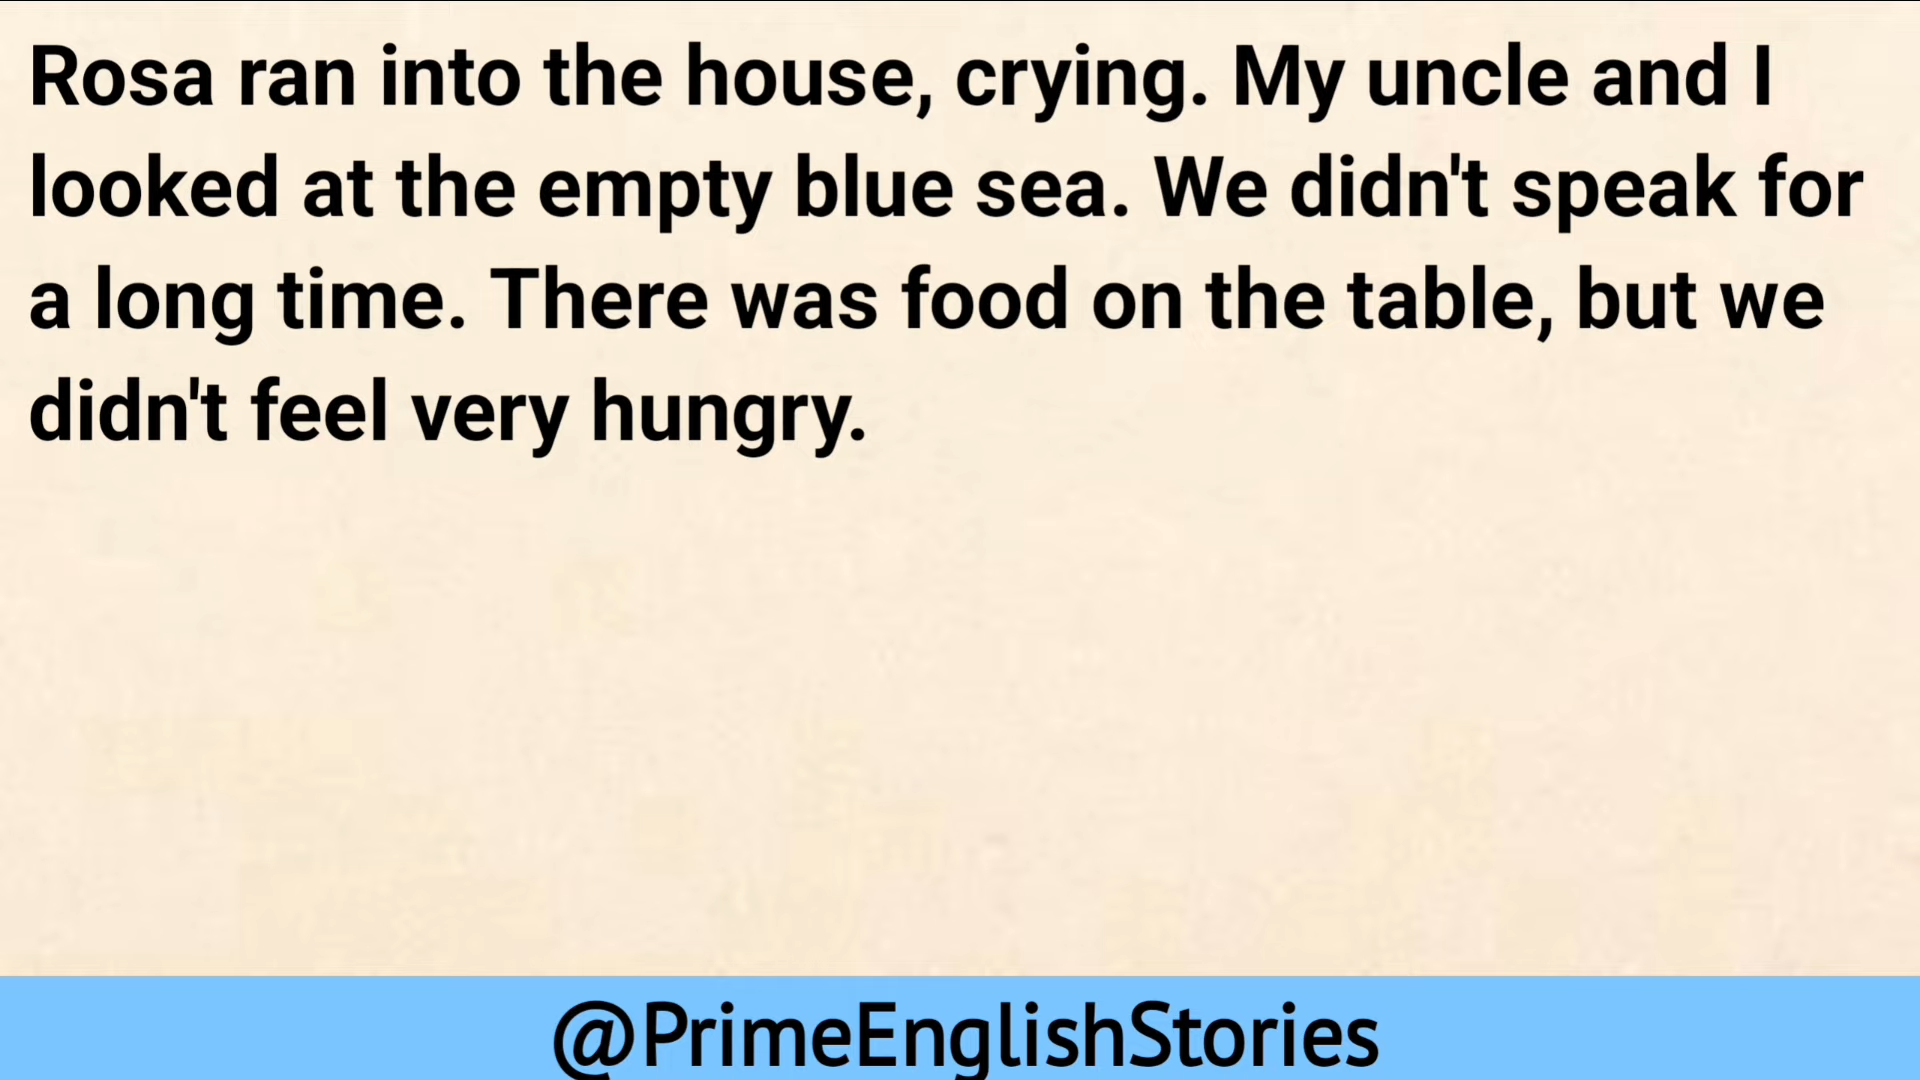 Rosa ran into the house, crying. My uncle and I
looked at the empty blue sea. We didn't speak for
a long time. There was food on the table, but we
didn't feel very hungry.
@PrimeEnglishStories